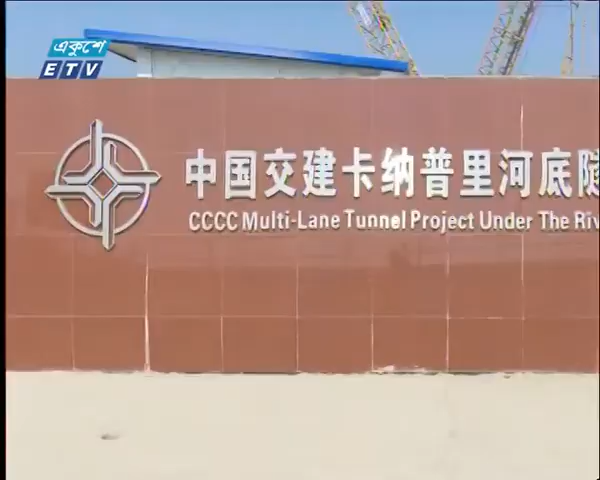 একুশে
ETV
中国交建卡纳普里河底隧
CCCC Multi-Lane Tunnel Project Under The Riv